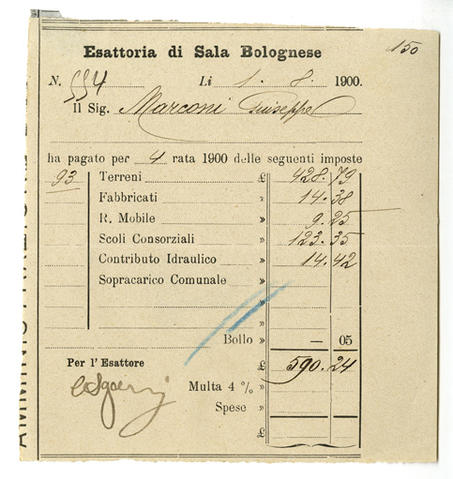 150
Esattoria di Sala Bolognese
N. 554 Li 1. 8. 1900.
Il Sig. Marconi Giuseppe
ha pagato per 4 rata 1900 delle seguenti imposte
93 Terreni £ 428.79
Fabbricati » 14.38
R. Mobile » 9.25
Scoli Consorziali » 123.35
Contributo Idraulico » 14.42
Sopracarico Comunale »
»
»
Bollo » — 05
Per l'Esattore £ 590.24
Multa 4 % »
Spese »
£